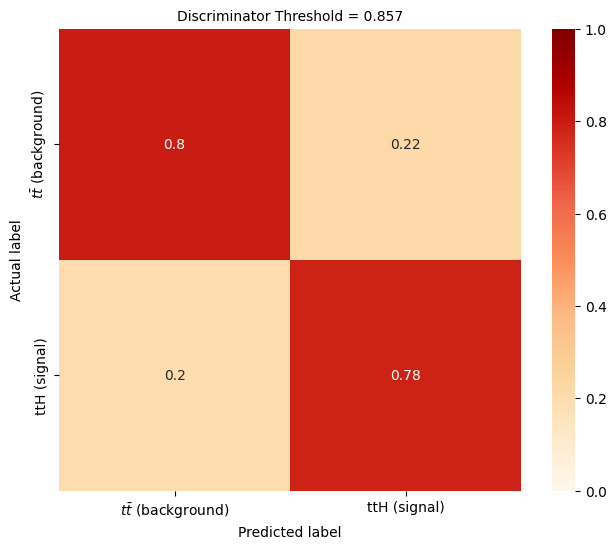 Discriminator Threshold = 0.857
Actual label
tt̄ (background)
ttH (signal)
0.8
0.22
0.2
0.78
tt̄ (background)
ttH (signal)
Predicted label
1.0
0.8
0.6
0.4
0.2
0.0